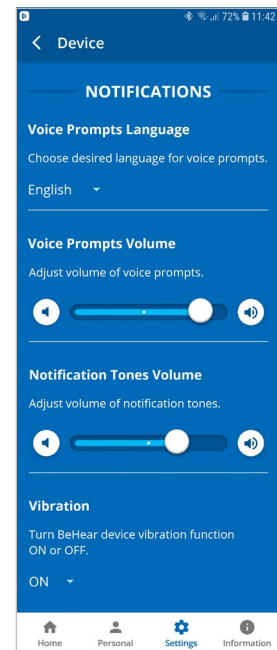 72% 11:42
Device
NOTIFICATIONS
Voice Prompts Language
Choose desired language for voice prompts.
English
Voice Prompts Volume
Adjust volume of voice prompts.
Notification Tones Volume
Adjust volume of notification tones.
Vibration
Turn BeHear device vibration function
ON or OFF.
ON
Home Personal Settings Information